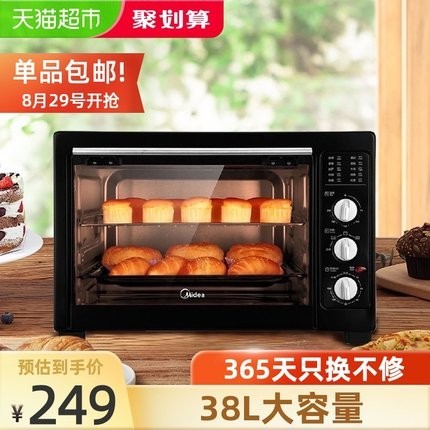 天猫超市 聚划算
单品包邮!
8月29号开抢
Midea
预估到手价
¥249
365天只换不修
38L大容量